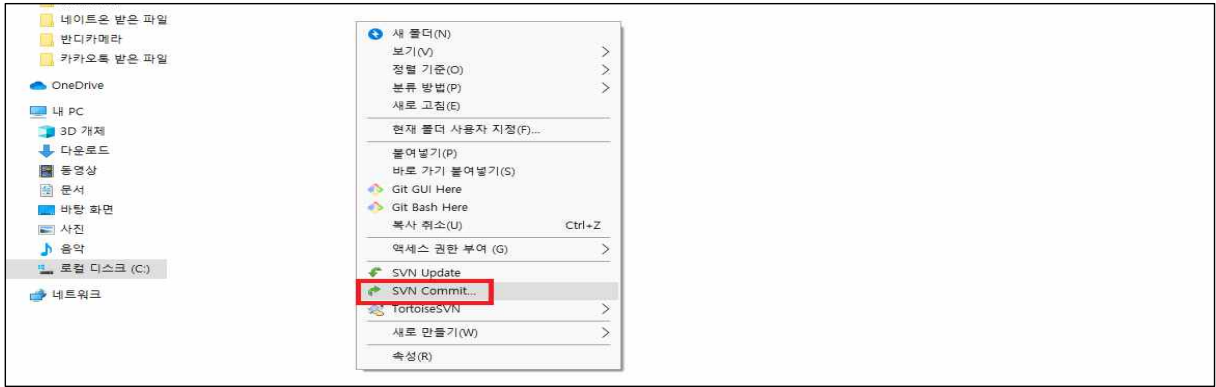 네이트온 받은 파일
반디카메라
카카오톡 받은 파일
OneDrive
내 PC
3D 개체
다운로드
동영상
문서
바탕 화면
사진
음악
로컬 디스크 (C:)
네트워크
새 폴더(N)
보기(V)
정렬 기준(O)
분류 방법(P)
새로 고침(E)
현재 폴더 사용자 지정(F)...
붙여넣기(P)
바로 가기 붙여넣기(S)
Git GUI Here
Git Bash Here
복사 취소(U) Ctrl+Z
액세스 권한 부여 (G)
SVN Update
SVN Commit...
TortoiseSVN
새로 만들기(W)
속성(R)